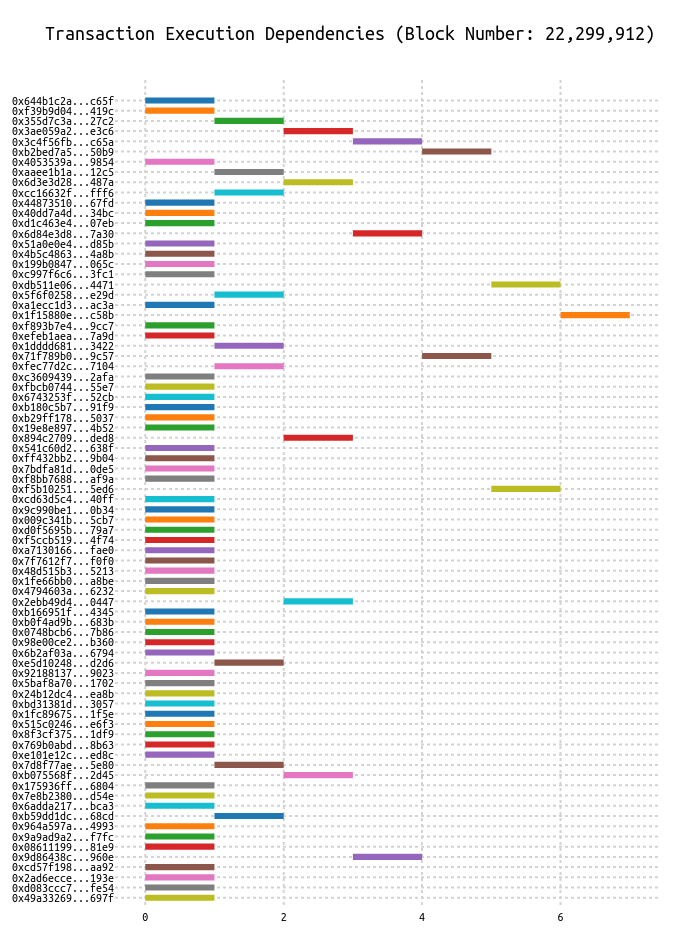 Transaction Execution Dependencies (Block Number: 22,299,912)
0x644b1c2a...c65f
0xf39b9d04...419c
0x355d7c3a...27c2
0x3ae059a2...e3c6
0x3c4f56fb...c65a
0xb2bed7a5...50b9
0x4053539a...9854
0xaaee1b1a...12c5
0x6d3e3d28...487a
0xcc16632f...fff6
0x44873510...67fd
0x40dd7a4d...34bc
0xd1c463e4...07eb
0x6d84e3d8...7a30
0x51a0e0e4...d85b
0x4b5c4863...4a8b
0x199b0847...065c
0xc997f6c6...3fc1
0xdb511e06...4471
0x5f6f0258...e29d
0xa1ecc1d3...ac3a
0x1f15880e...c58b
0xf893b7e4...9cc7
0xefeb1aea...7a9d
0x1dddd681...3422
0x71f789b0...9c57
0xfec77d2c...7104
0xc3609439...2afa
0xfbcb0744...55e7
0x6743253f...52cb
0xb180c5b7...91f9
0xb29ff178...5037
0x19e8e897...4b52
0x894c2709...ded8
0x541c60d2...638f
0xff432bb2...9b04
0x7bdfa81d...0de5
0xf8bb7688...af9a
0xf5b10251...5ed6
0xcd63d5c4...40ff
0x9c990be1...0b34
0x009c341b...5cb7
0xd0f5695b...79a7
0xf5ccb519...4f74
0xa7130166...fae0
0x7f7612f7...f0f0
0x48d515b3...5213
0x1fe66bb0...a8be
0x4794603a...6232
0x2ebb49d4...0447
0xb166951f...4345
0xb0f4ad9b...683b
0x0748bcb6...7b86
0x98e00ce2...b360
0x6b2af03a...6794
0xe5d10248...d2d6
0x92188137...9023
0x5baf8a70...1702
0x24b12dc4...ea8b
0xbd31381d...3057
0x1fc89675...1f5e
0x515c0246...e6f3
0x8f3cf375...1df9
0x769b0abd...8b63
0xe101e12c...ed8c
0x7d8f77ae...5e80
0xb075568f...2d45
0x175936ff...6804
0x7e8b2380...d54e
0x6adda217...bca3
0xb59dd1dc...68cd
0x964a597a...4993
0x9a9ad9a2...f7fc
0x08611199...81e9
0x9d86438c...960e
0xcd57f198...aa92
0x2ad6ecce...193e
0xd083ccc7...fe54
0x49a33269...697f
0 2 4 6